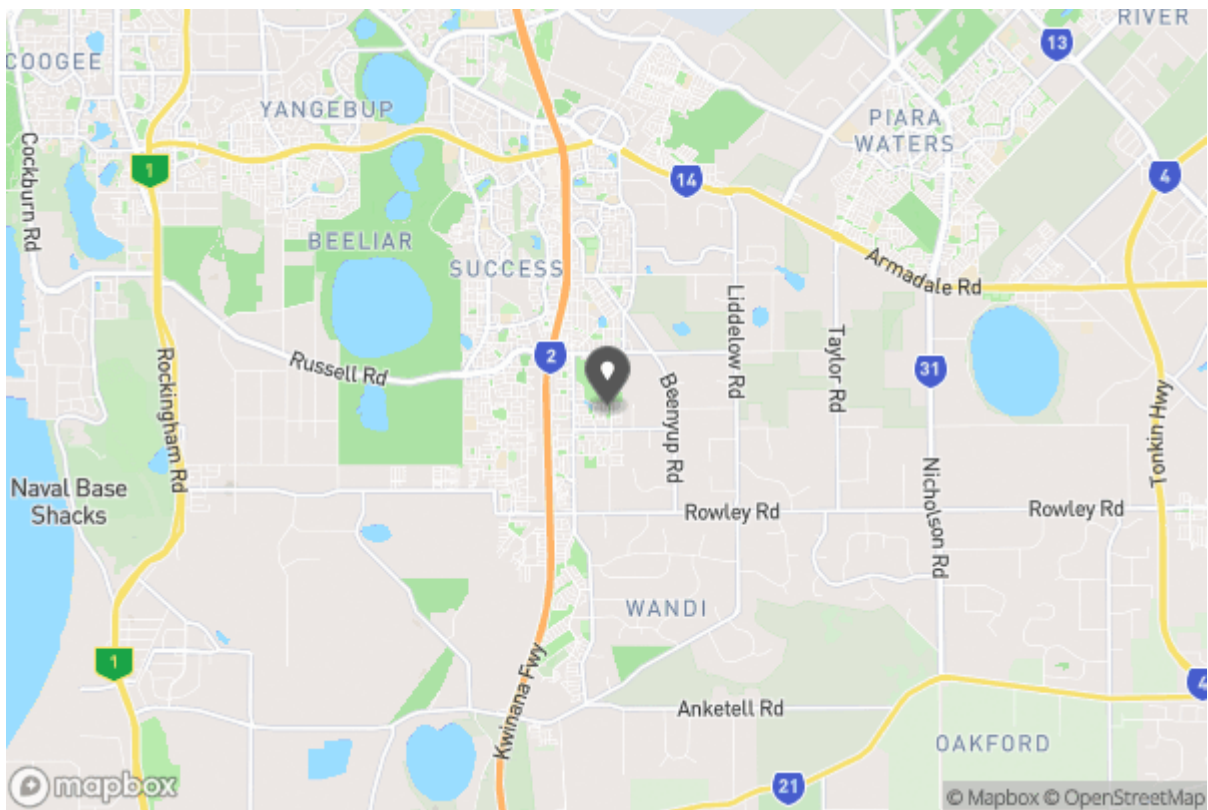 RIVER
13
COOGEE
YANGEBUP
PIARA
WATERS
1
14
4
Cockburn Rd
BEELIAR
SUCCESS
Armadale Rd
Liddelow Rd
Taylor Rd
Russell Rd
2
31
Rockingham Rd
Beenyup Rd
Tonkin Hwy
Nicholson Rd
Naval Base
Shacks
Rowley Rd
Rowley Rd
WANDI
1
Kwinana Fwy
4
Anketell Rd
OAKFORD
21
mapbox
© Mapbox © OpenStreetMap